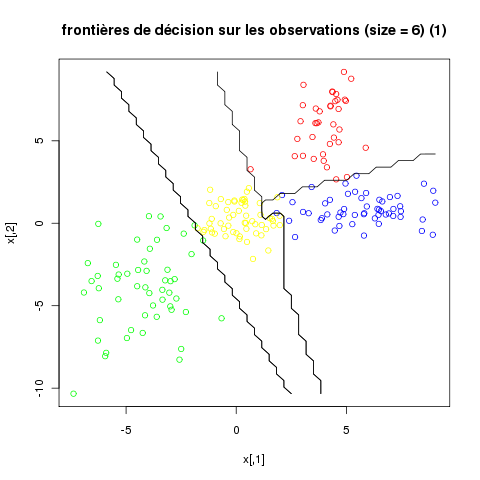 frontières de décision sur les observations (size = 6) (1)
5
0
-5
-10
x[,2]
-5
0
5
x[,1]